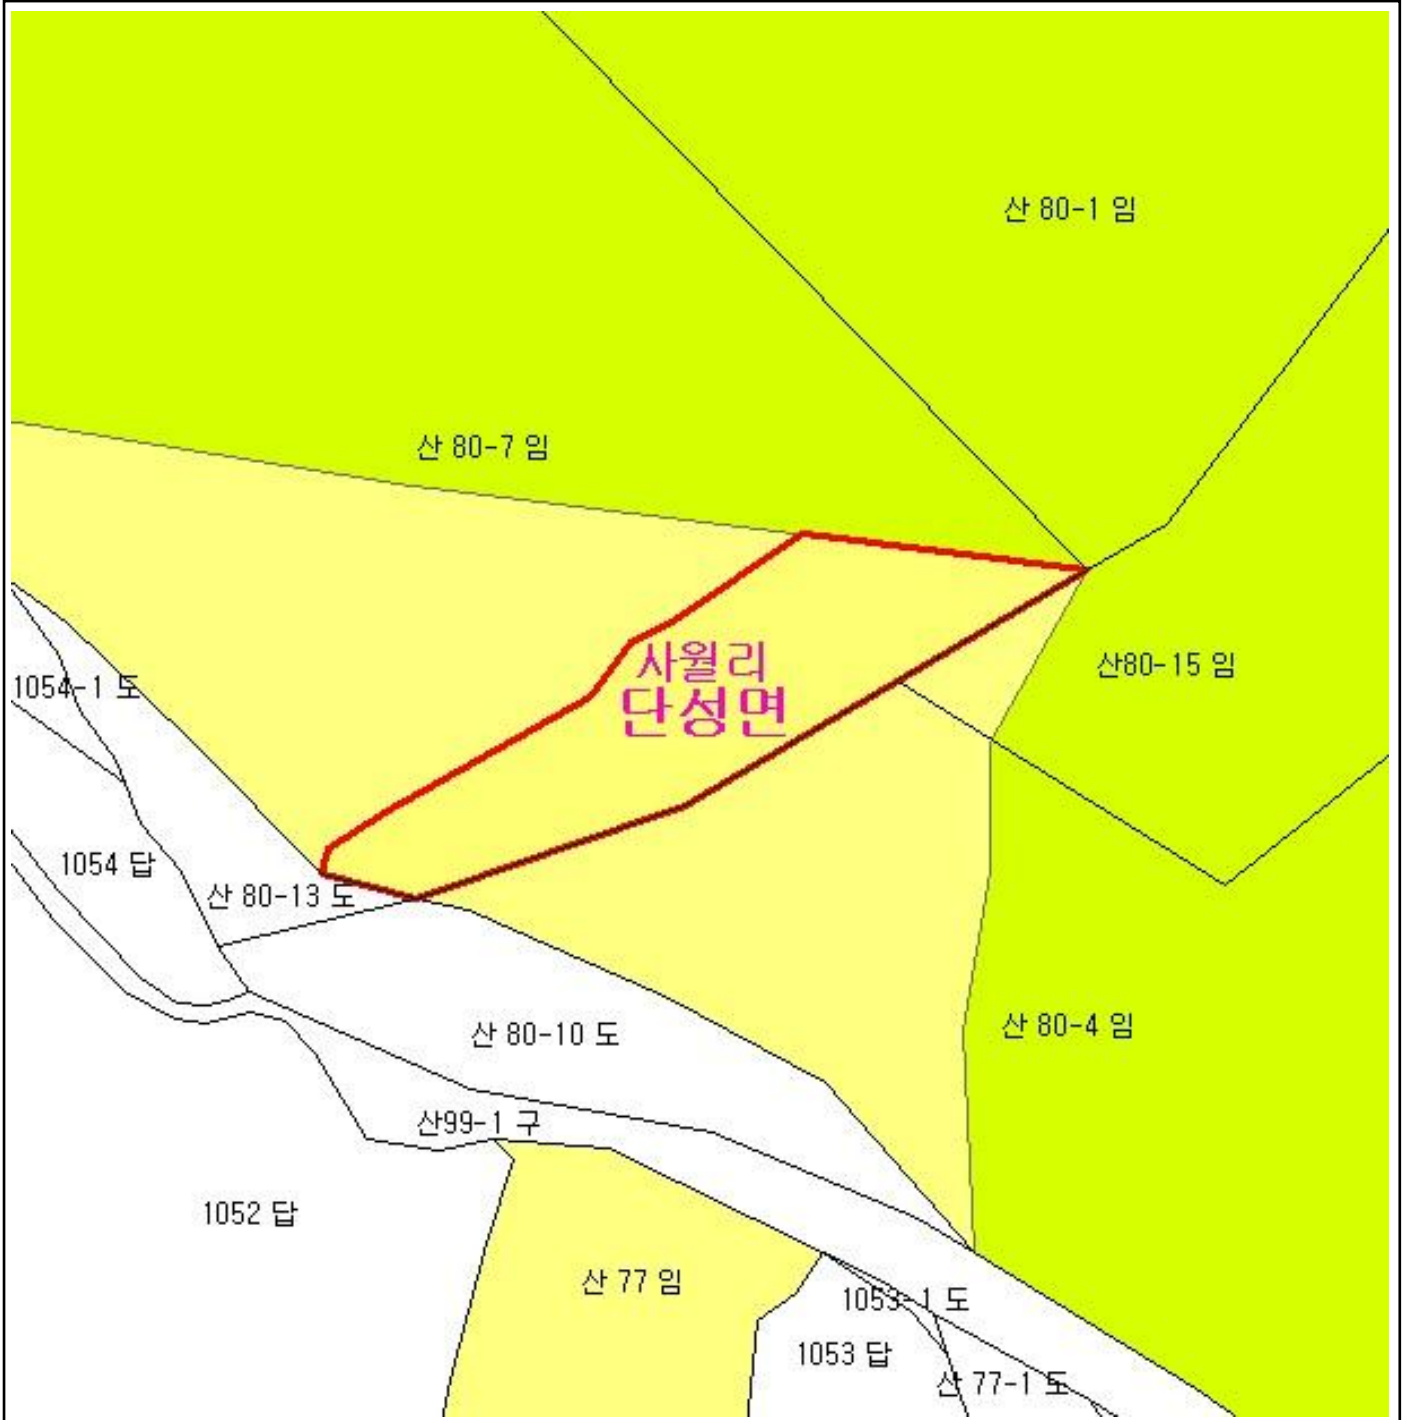 산 80-1 임
산 80-7 임
사월리
산80-15 임
1054-1 도
단성면
1054 답
산 80-13 도
산 80-10 도
산 80-4 임
산99-1 구
1052 답
산 77 임
1053-1 도
1053 답
산 77-1 도